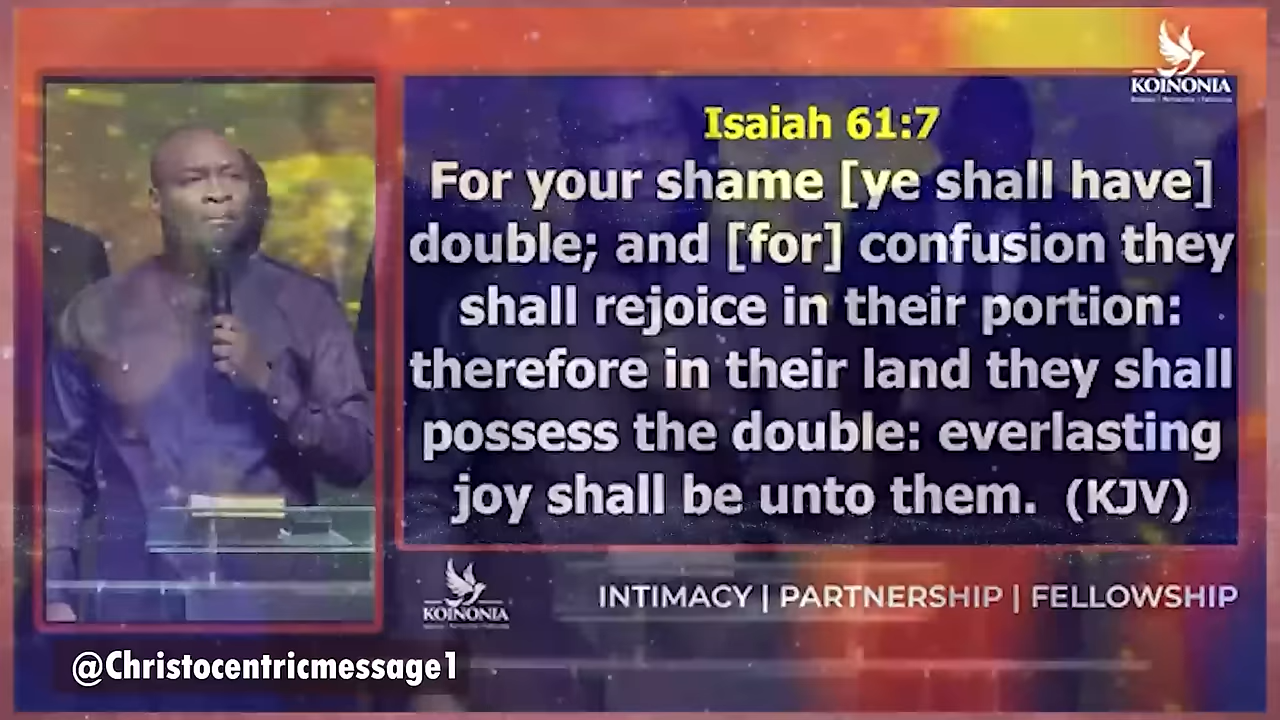 KOINONIA
Isaiah 61:7
For your shame [ye shall have]
double; and [for] confusion they
shall rejoice in their portion:
therefore in their land they shall
possess the double: everlasting
joy shall be unto them. (KJV)
KOINONIA
INTIMACY | PARTNERSHIP | FELLOWSHIP
@Christocentricmessage1